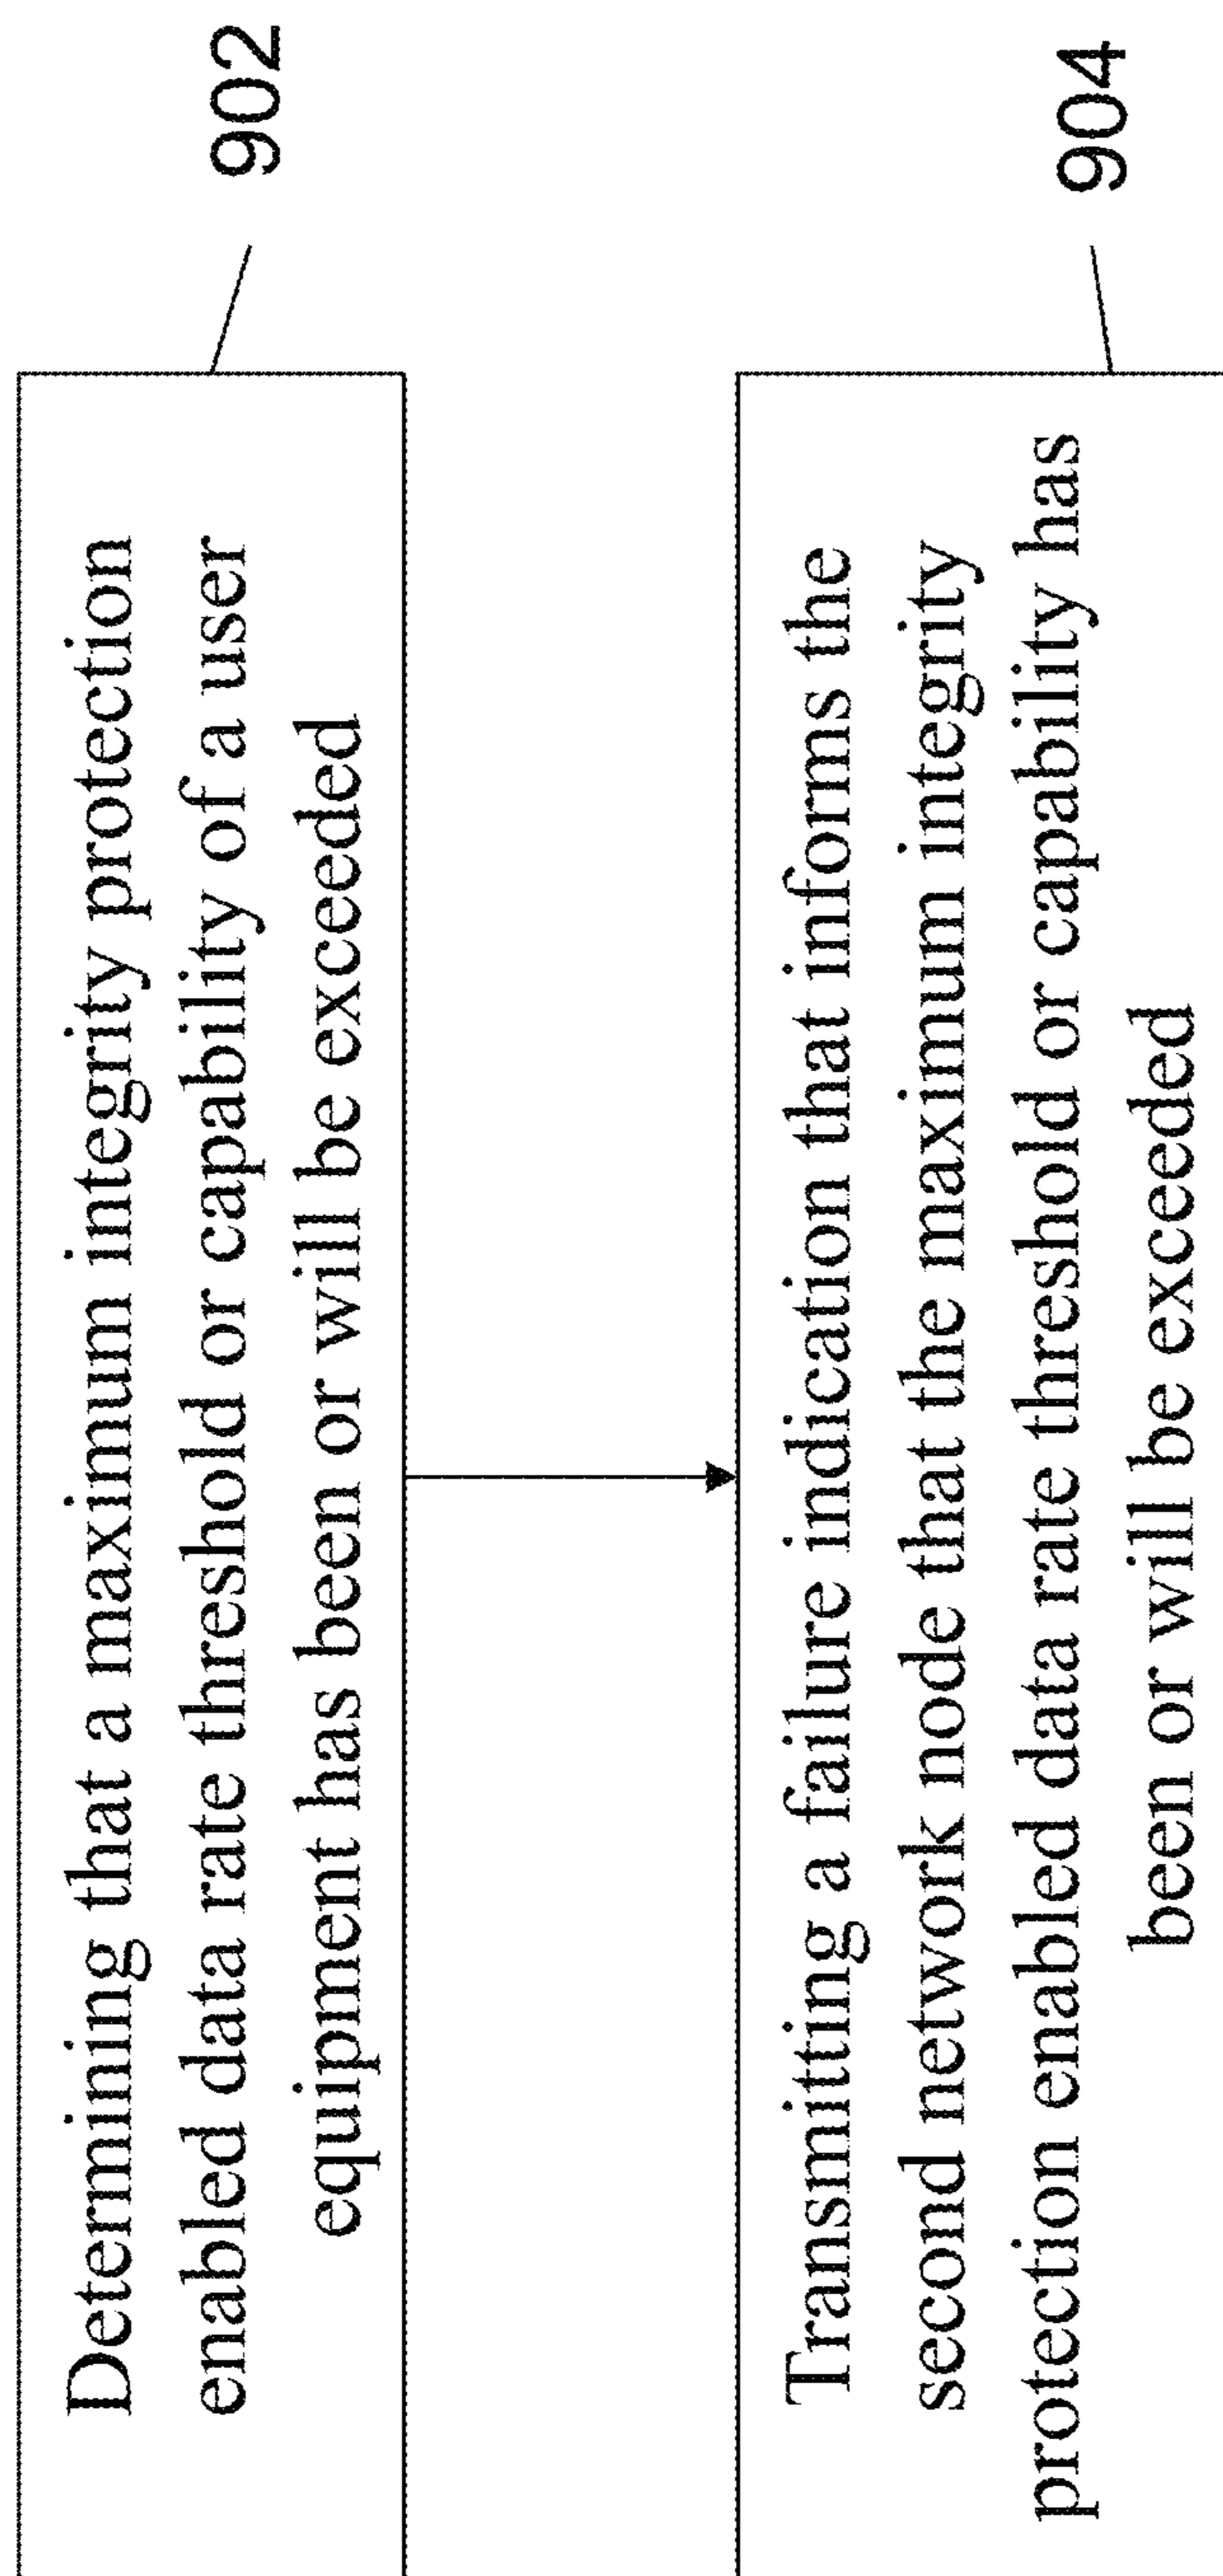 Determining that a maximum integrity protection
enabled data rate threshold or capability of a user
equipment has been or will be exceeded
902
Transmitting a failure indication that informs the
second network node that the maximum integrity
protection enabled data rate threshold or capability has
been or will be exceeded
904